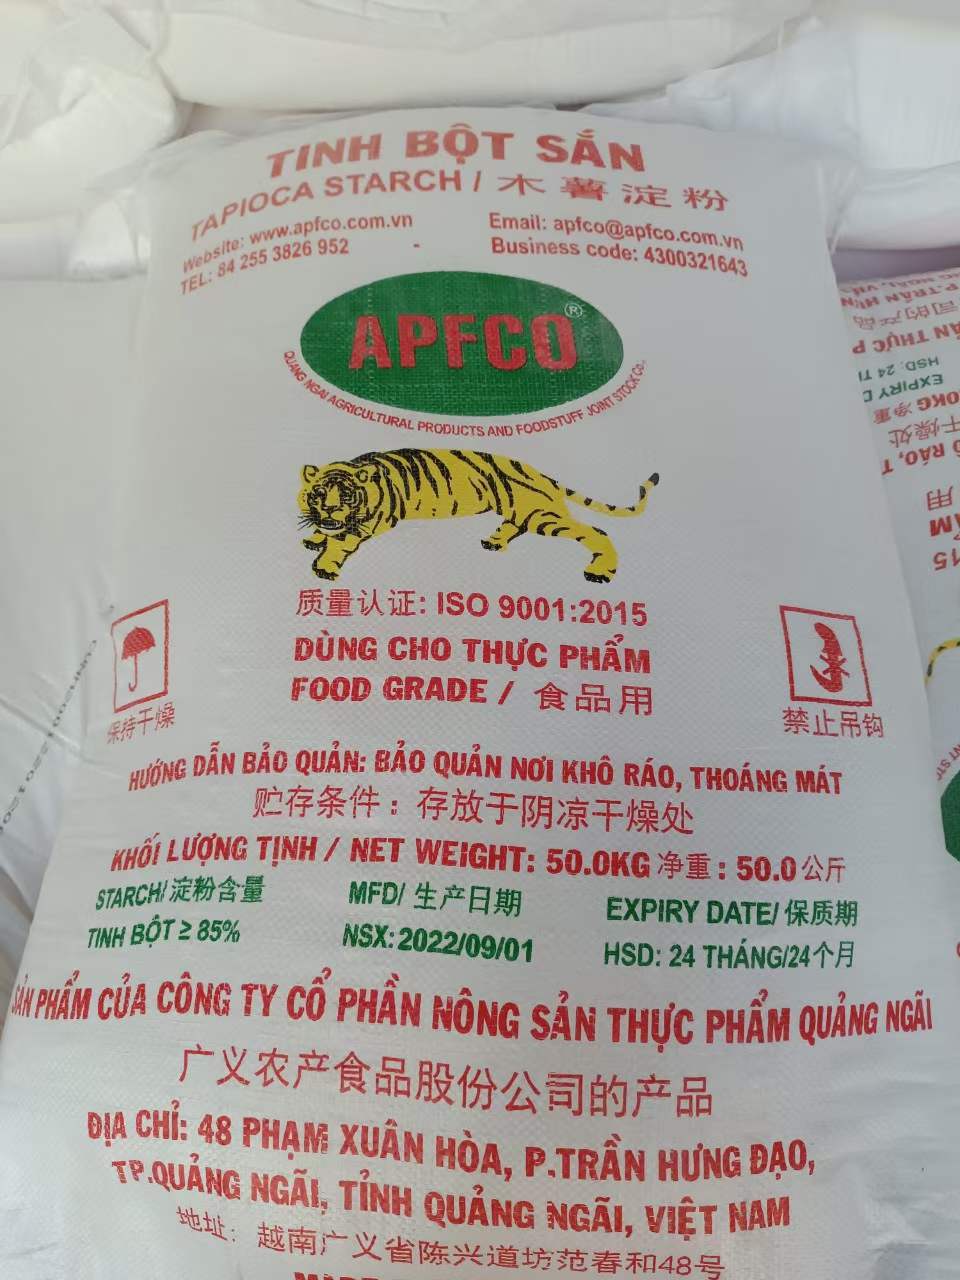 TINH BỘT SẮN
TAPIOCA STARCH / 木薯淀粉
Website: www.apfco.com.vn
Email: apfco@apfco.com.vn
TEL: 84 255 3826 952
Business code: 4300321643
APFCO®
QUANG NGAI AGRICULTURAL PRODUCTS AND FOODSTUFF JOINT STOCK CO.,
质量认证: ISO 9001:2015
DÙNG CHO THỰC PHẨM
FOOD GRADE / 食品用
保持干燥
禁止吊钩
HƯỚNG DẪN BẢO QUẢN: BẢO QUẢN NƠI KHÔ RÁO, THOÁNG MÁT
贮存条件: 存放于阴凉干燥处
KHỐI LƯỢNG TỊNH / NET WEIGHT: 50.0KG 净重: 50.0公斤
STARCH/ 淀粉含量
MFD/ 生产日期
EXPIRY DATE/ 保质期
TINH BỘT ≥ 85%
NSX: 2022/09/01
HSD: 24 THÁNG/24个月
SẢN PHẨM CỦA CÔNG TY CỔ PHẦN NÔNG SẢN THỰC PHẨM QUẢNG NGÃI
广义农产食品股份公司的产品
ĐỊA CHỈ: 48 PHẠM XUÂN HÒA, P.TRẦN HƯNG ĐẠO,
TP.QUẢNG NGÃI, TỈNH QUẢNG NGÃI, VIỆT NAM
地址: 越南广义省陈兴道坊范春和48号